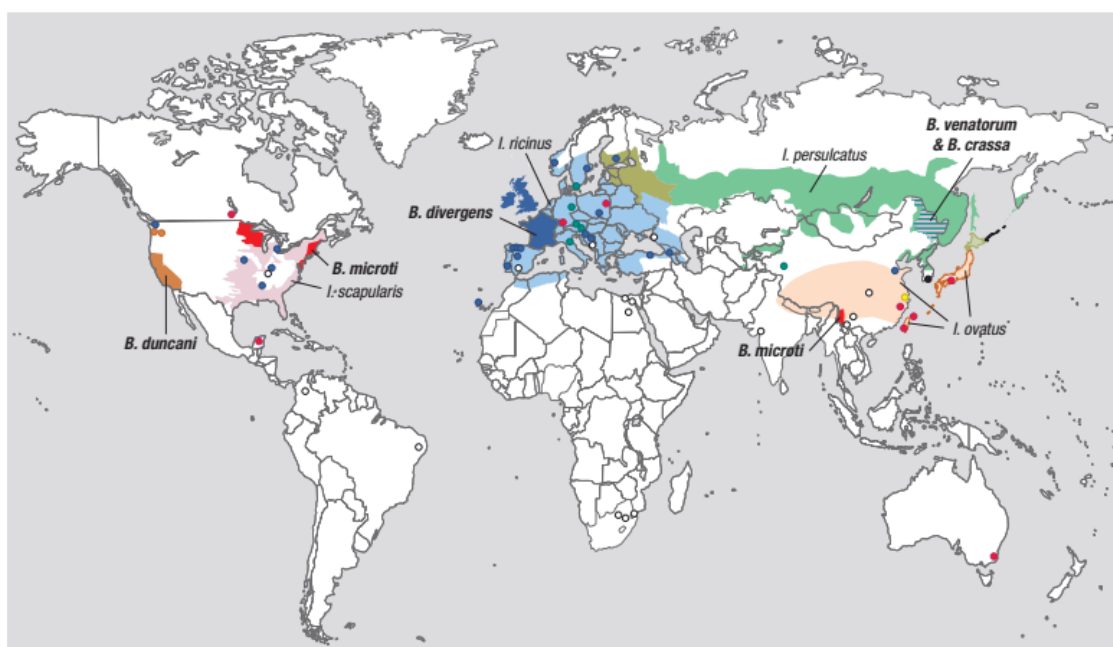 B. venatorum
& B. crassa
I. ricinus
I. persulcatus
B. divergens
B. microti
I. scapularis
I. ovatus
B. duncani
B. microti